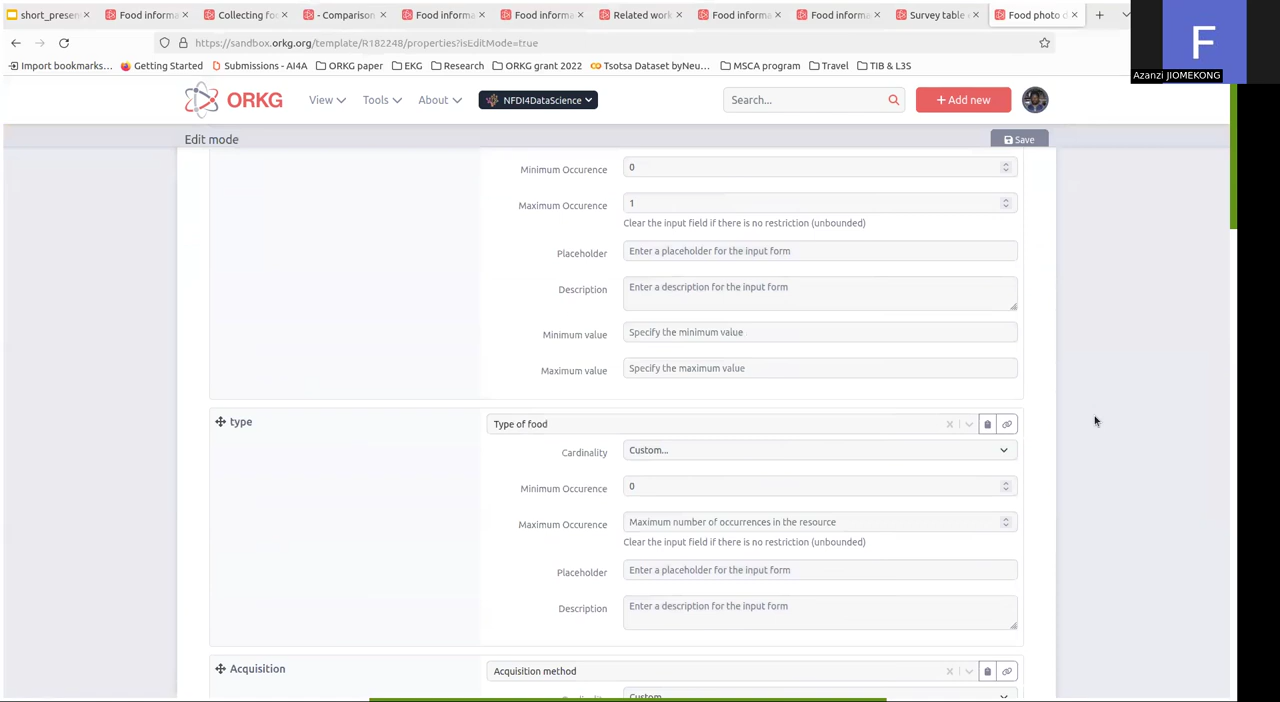 short_presen
Food informa
Collecting fo
- Comparison
Food informa
Food informa
Related work
Food informa
Food informa
Survey table
Food photo d
https://sandbox.orkg.org/template/R182248/properties?isEditMode=true
Import bookmarks...
Getting Started
Submissions - AI4A
ORKG paper
EKG
Research
ORKG grant 2022
Tsotsa Dataset byNeu...
MSCA program
Travel
TIB & L3S
F
Azanzi JIOMEKONG
ORKG
View
Tools
About
NFDI4DataScience
Search...
+ Add new
Edit mode
Save
Minimum Occurence
0
Maximum Occurence
1
Clear the input field if there is no restriction (unbounded)
Placeholder
Enter a placeholder for the input form
Description
Enter a description for the input form
Minimum value
Specify the minimum value
Maximum value
Specify the maximum value
type
Type of food
Cardinality
Custom...
Minimum Occurence
0
Maximum Occurence
Maximum number of occurrences in the resource
Clear the input field if there is no restriction (unbounded)
Placeholder
Enter a placeholder for the input form
Description
Enter a description for the input form
Acquisition
Acquisition method
Cardinality
Custom...